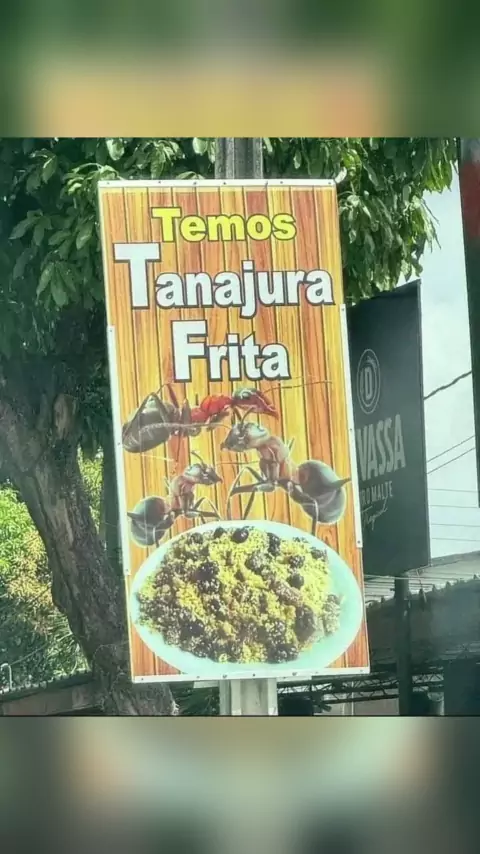 Temos
Tanajura
Frita
D
VASSA